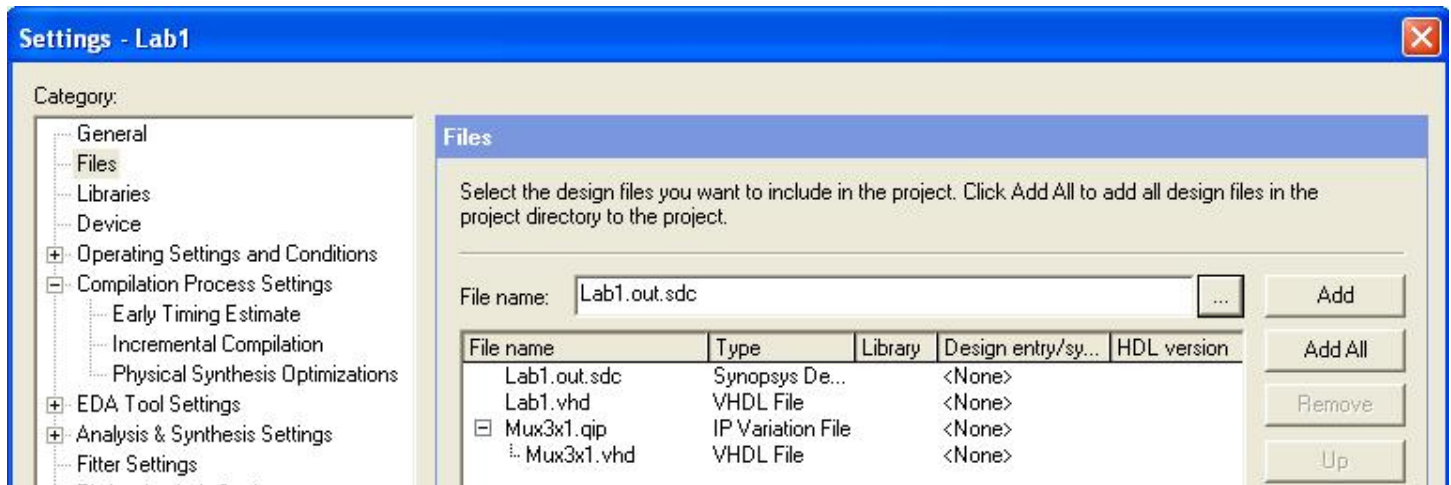 Settings - Lab1
Category:
General
Files
Libraries
Device
Operating Settings and Conditions
Compilation Process Settings
Early Timing Estimate
Incremental Compilation
Physical Synthesis Optimizations
EDA Tool Settings
Analysis & Synthesis Settings
Fitter Settings
Files
Select the design files you want to include in the project. Click Add All to add all design files in the
project directory to the project.
File name: Lab1.out.sdc ... Add
File name Type Library Design entry/sy... HDL version Add All
Lab1.out.sdc Synopsys De... <None>
Lab1.vhd VHDL File <None>
Remove
Mux3x1.qip IP Variation File <None>
Mux3x1.vhd VHDL File <None>
Up